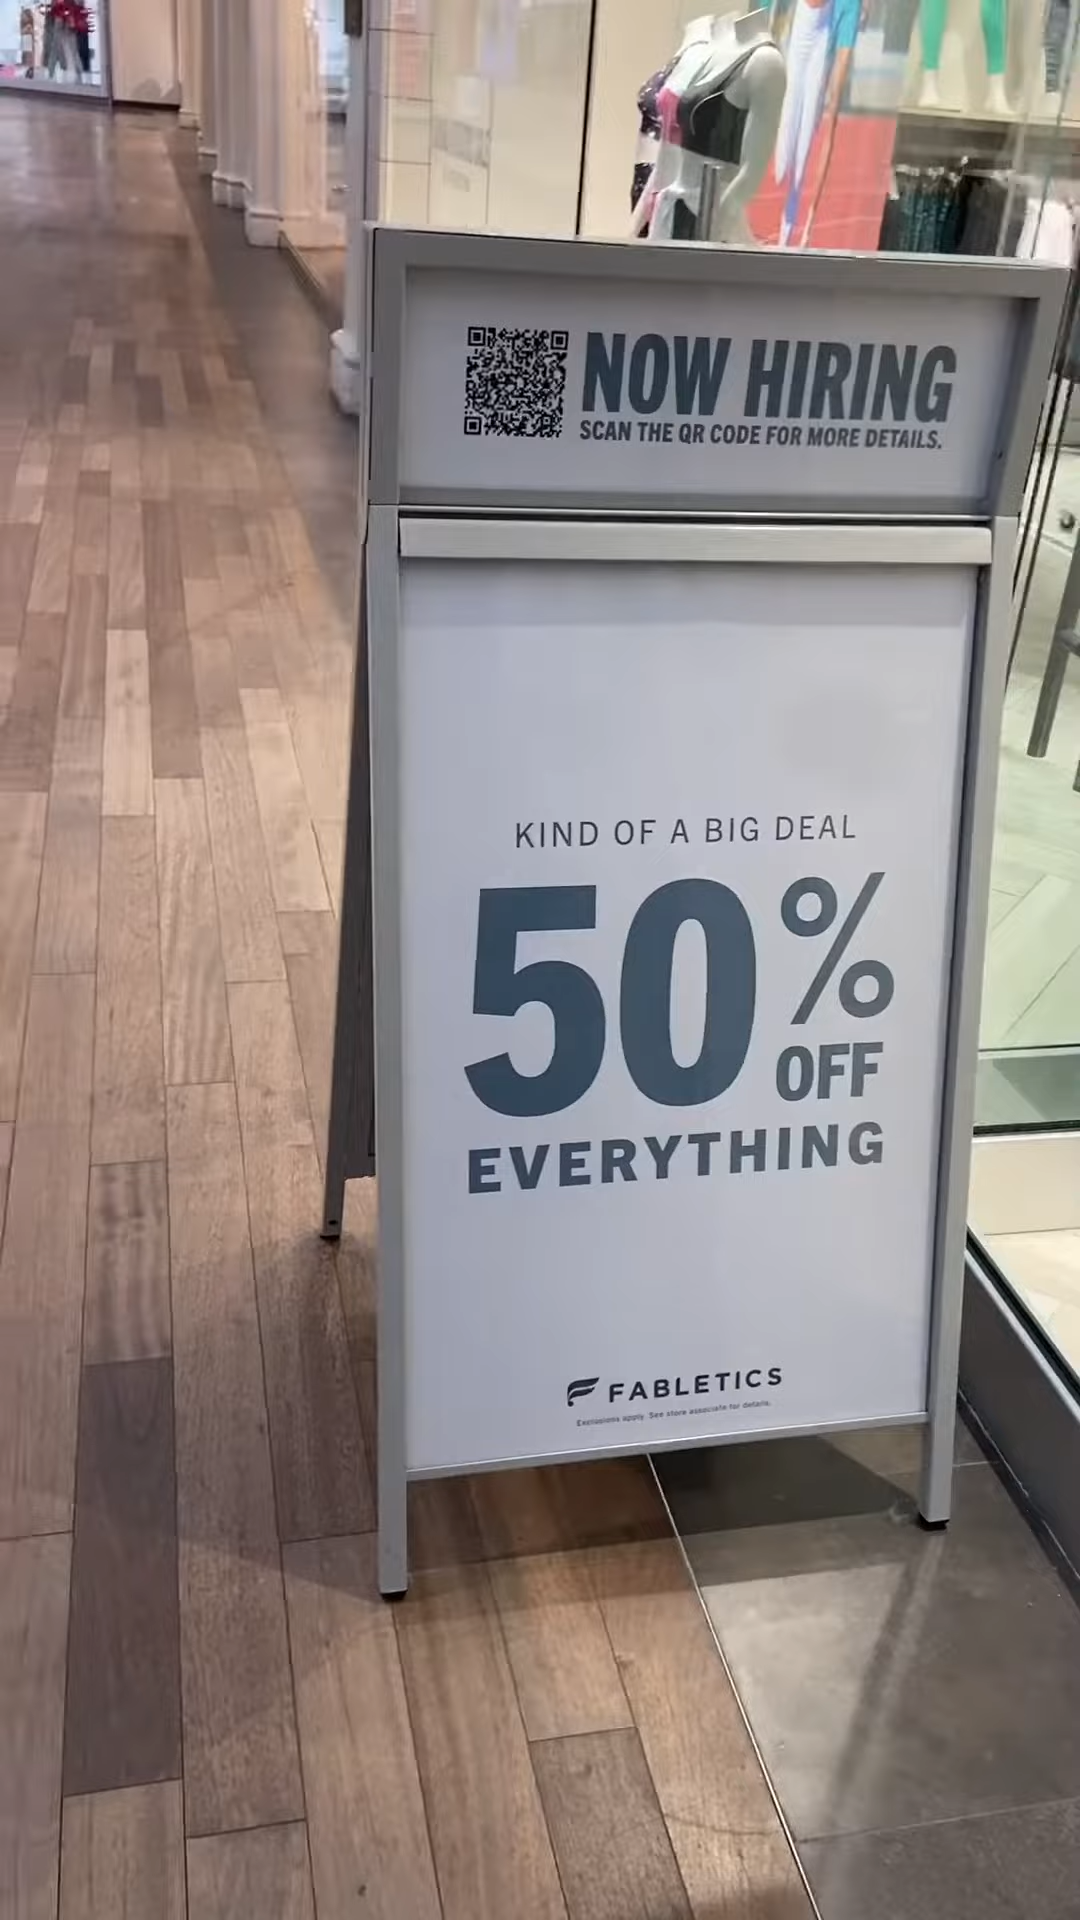 NOW HIRING
SCAN THE QR CODE FOR MORE DETAILS.
KIND OF A BIG DEAL
50%
OFF
EVERYTHING
FABLETICS
Exclusions apply. See store associate for details.